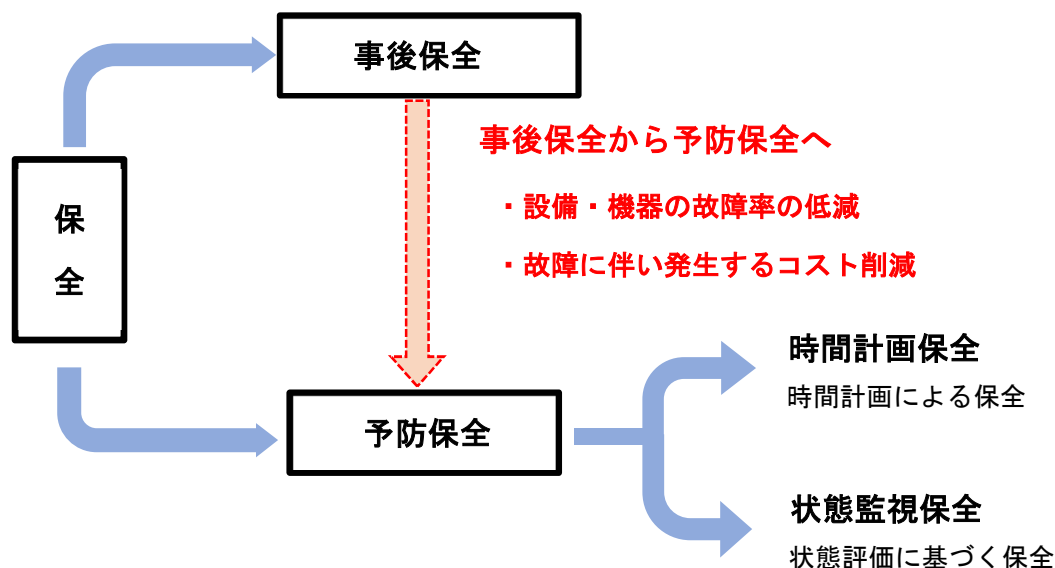 事後保全
事後保全から予防保全へ
・設備・機器の故障率の低減
・故障に伴い発生するコスト削減
保
全
予防保全
時間計画保全
時間計画による保全
状態監視保全
状態評価に基づく保全